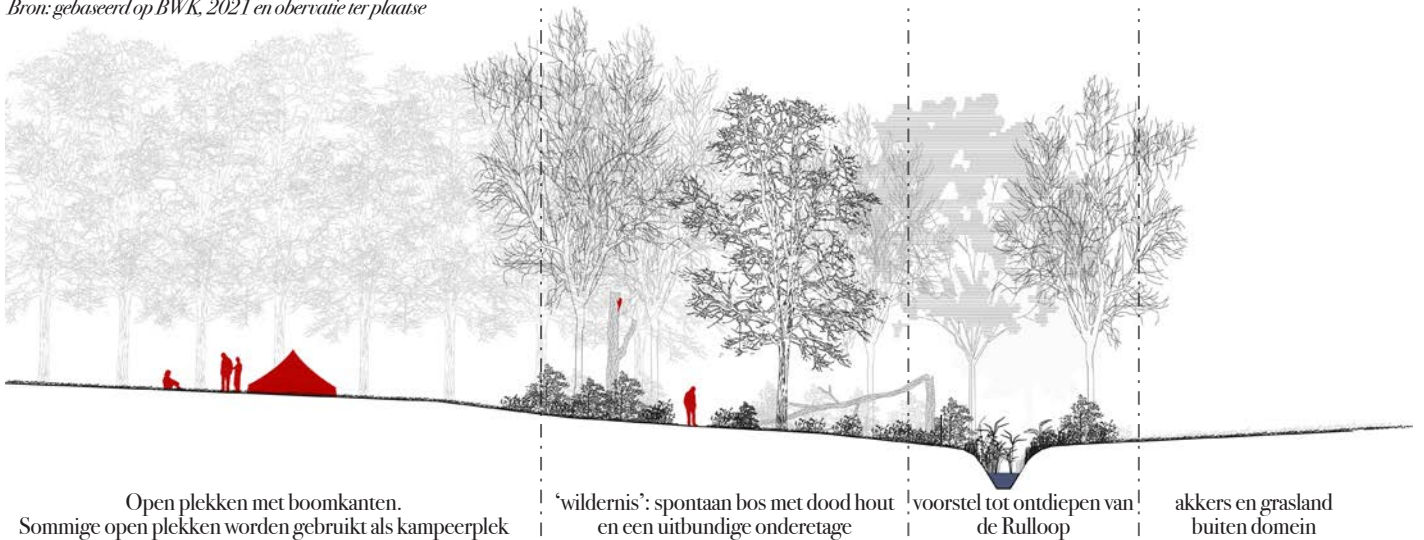 Bron: gebaseerd op BWK, 2021 en obervatie ter plaatse
Open plekken met boomkanten.
Sommige open plekken worden gebruikt als kampeerplek
‘wildernis’: spontaan bos met dood hout
en een uitbundige onderetage
voorstel tot ontdiepen van
de Rulloop
akkers en grasland
buiten domein